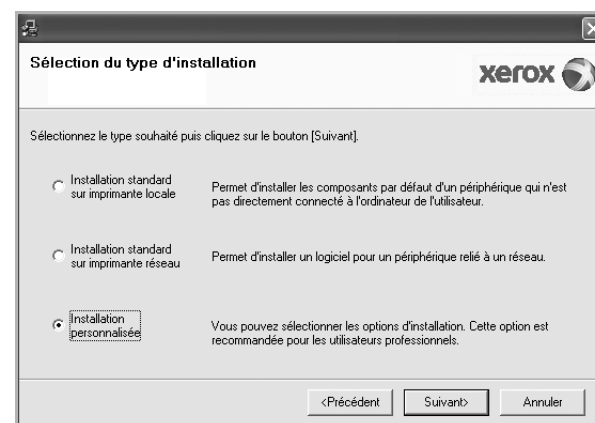 Sélection du type d'installation
xerox
Sélectionnez le type souhaité puis cliquez sur le bouton [Suivant].
Installation standard
sur imprimante locale
Permet d'installer les composants par défaut d'un périphérique qui n'est
pas directement connecté à l'ordinateur de l'utilisateur.
Installation standard
sur imprimante réseau
Permet d'installer un logiciel pour un périphérique relié à un réseau.
Installation
personnalisée
Vous pouvez sélectionner les options d'installation. Cette option est
recommandée pour les utilisateurs professionnels.
<Précédent
Suivant>
Annuler